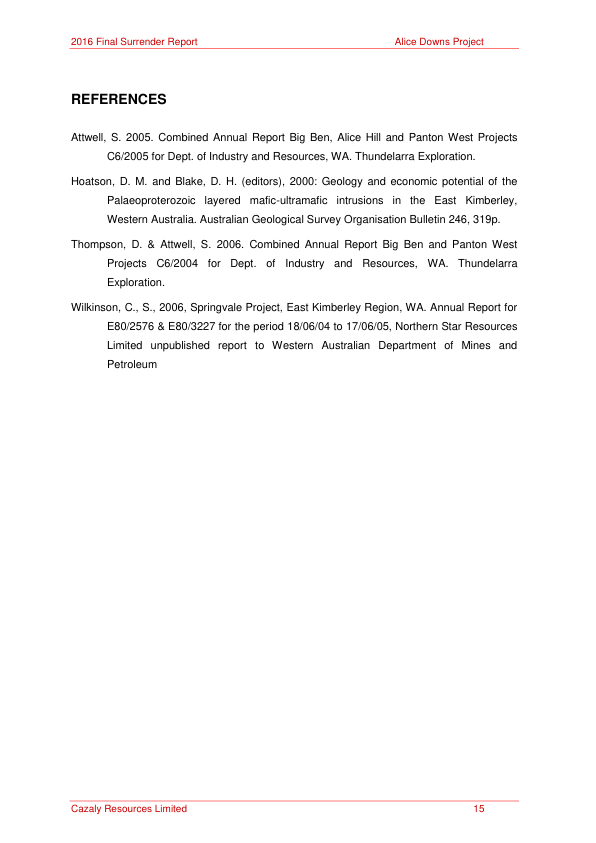 2016 Final Surrender Report Alice Downs Project
REFERENCES
Attwell, S. 2005. Combined Annual Report Big Ben, Alice Hill and Panton West Projects
C6/2005 for Dept. of Industry and Resources, WA. Thundelarra Exploration.
Hoatson, D. M. and Blake, D. H. (editors), 2000: Geology and economic potential of the
Palaeoproterozoic layered mafic-ultramafic intrusions in the East Kimberley,
Western Australia. Australian Geological Survey Organisation Bulletin 246, 319p.
Thompson, D. & Attwell, S. 2006. Combined Annual Report Big Ben and Panton West
Projects C6/2004 for Dept. of Industry and Resources, WA. Thundelarra
Exploration.
Wilkinson, C., S., 2006, Springvale Project, East Kimberley Region, WA. Annual Report for
E80/2576 & E80/3227 for the period 18/06/04 to 17/06/05, Northern Star Resources
Limited unpublished report to Western Australian Department of Mines and
Petroleum
Cazaly Resources Limited 15